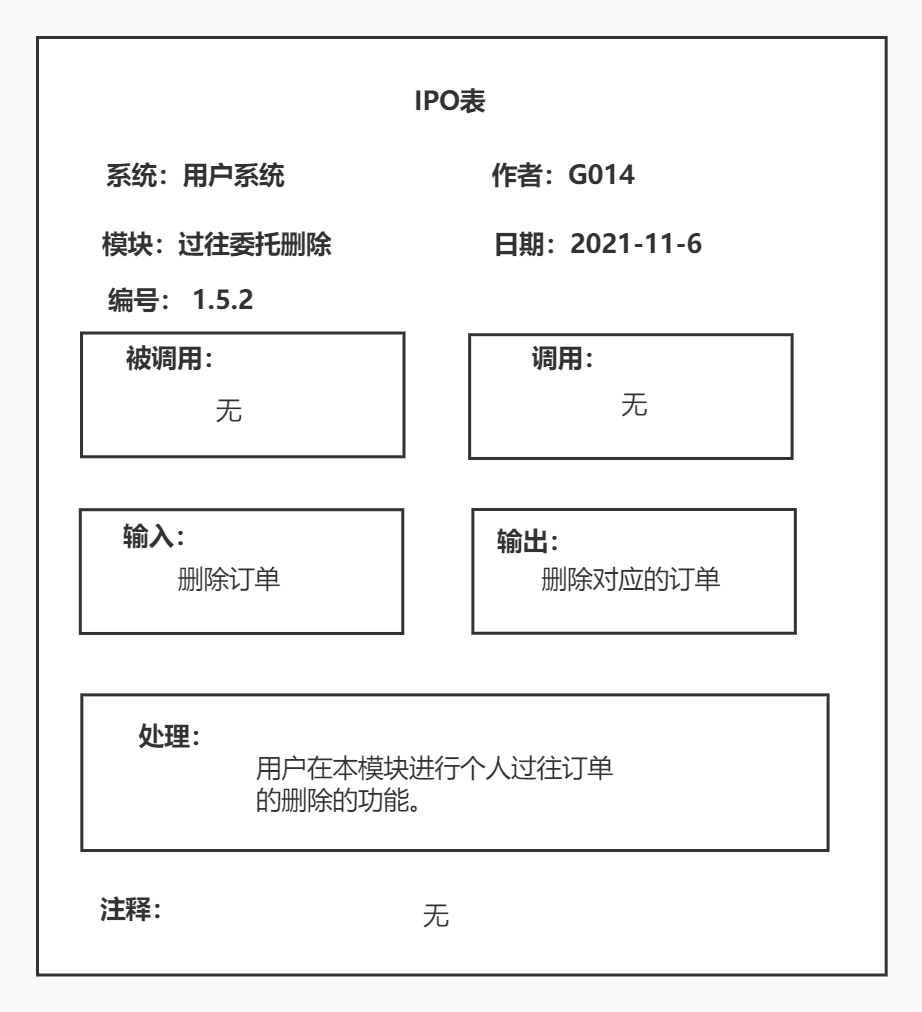 IPO表
系统：用户系统
作者：G014
模块：过往委托删除
日期：2021-11-6
编号： 1.5.2
被调用：
无
调用：
无
输入：
删除订单
输出：
删除对应的订单
处理：
用户在本模块进行个人过往订单
的删除的功能。
注释：
无